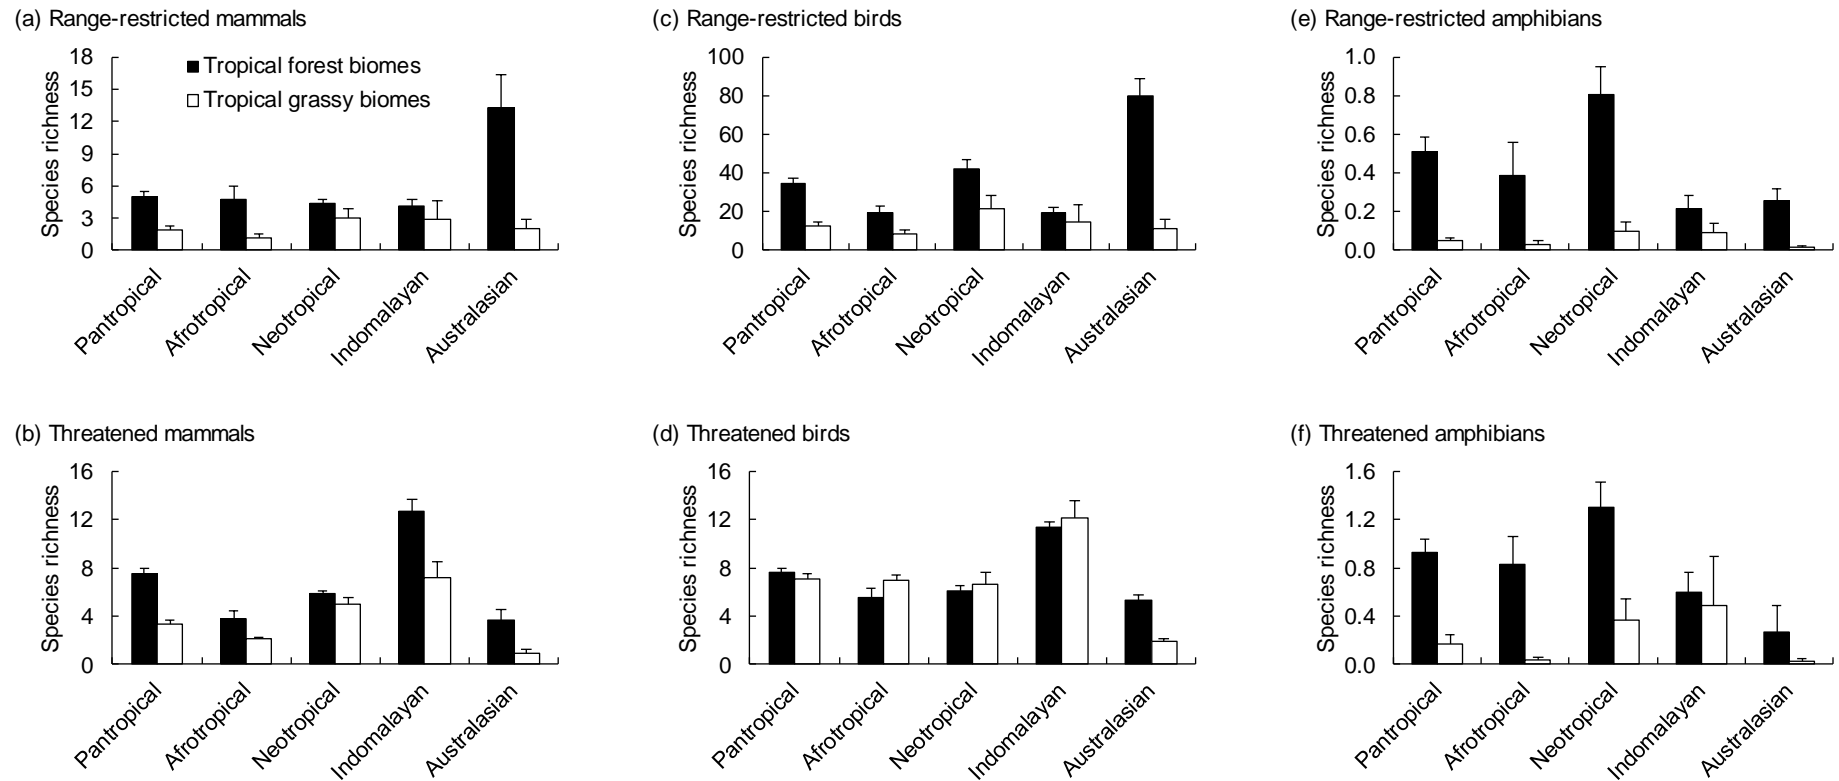 (a) Range-restricted mammals
Species richness
18
15
12
9
6
3
0
Tropical forest biomes
Tropical grassy biomes
Pantropical
Afrotropical
Neotropical
Indomalayan
Australasian
(c) Range-restricted birds
Species richness
100
80
60
40
20
0
Pantropical
Afrotropical
Neotropical
Indomalayan
Australasian
(e) Range-restricted amphibians
Species richness
1.0
0.8
0.6
0.4
0.2
0.0
Pantropical
Afrotropical
Neotropical
Indomalayan
Australasian
(b) Threatened mammals
Species richness
16
12
8
4
0
Pantropical
Afrotropical
Neotropical
Indomalayan
Australasian
(d) Threatened birds
Species richness
16
12
8
4
0
Pantropical
Afrotropical
Neotropical
Indomalayan
Australasian
(f) Threatened amphibians
Species richness
1.6
1.2
0.8
0.4
0.0
Pantropical
Afrotropical
Neotropical
Indomalayan
Australasian